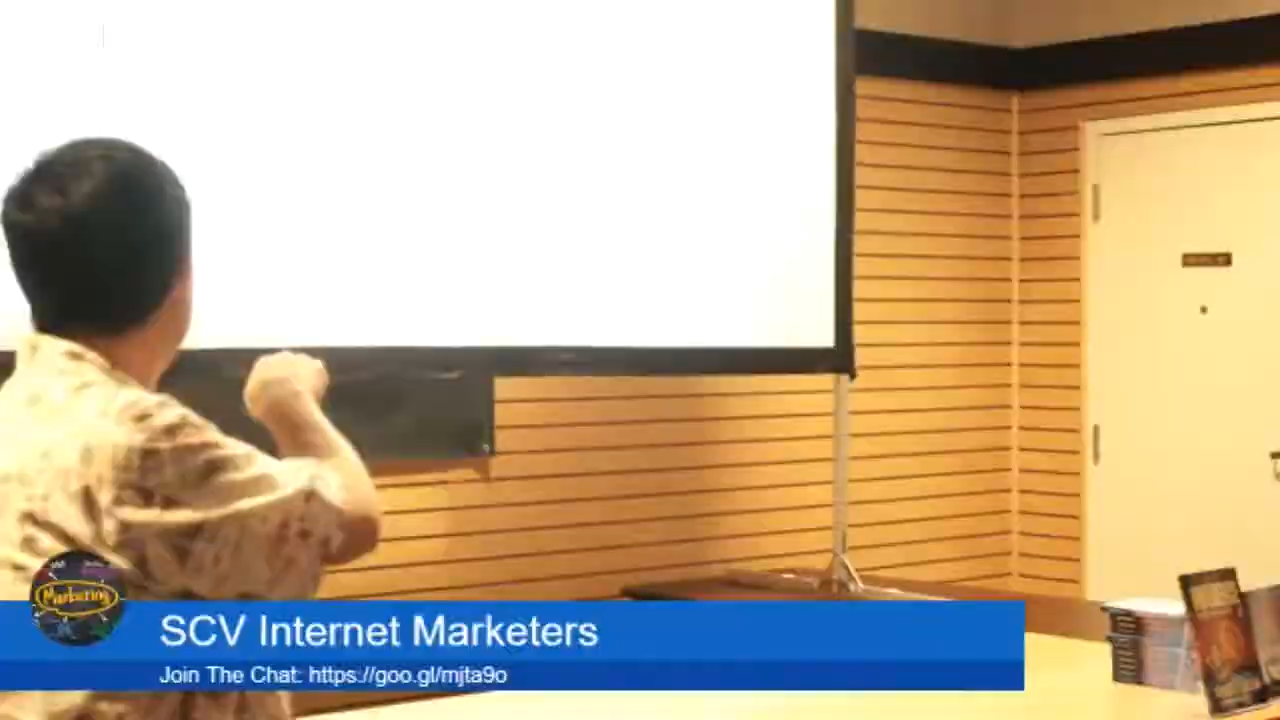 SCV Internet Marketers
Join The Chat: https://goo.gl/mjta9o
Marketing